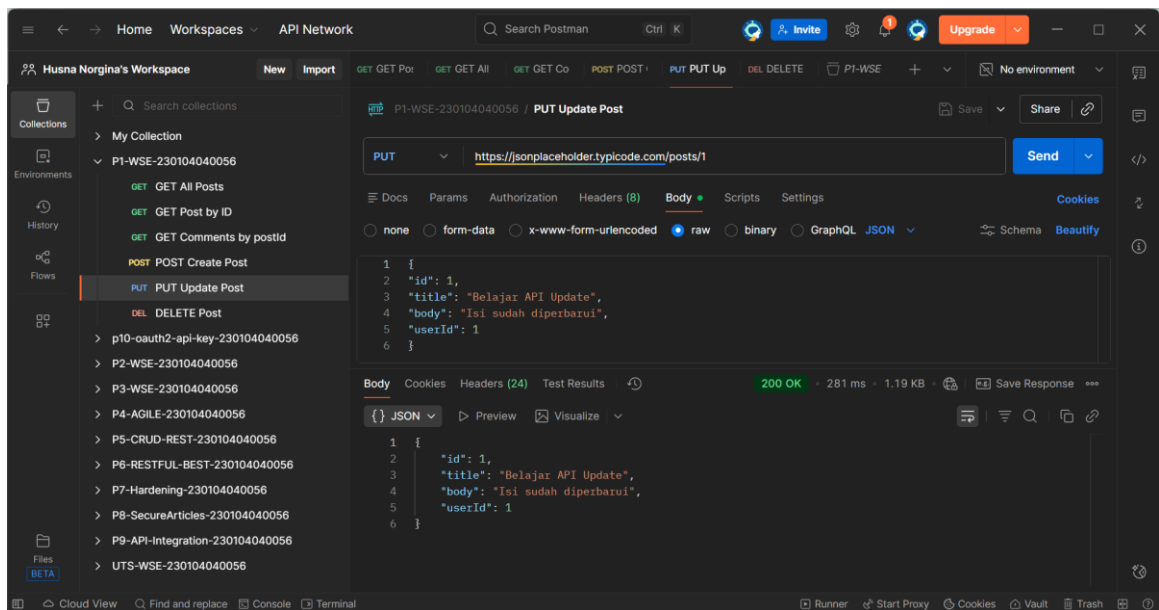 Home Workspaces API Network Search Postman Ctrl K Invite 1 Upgrade
Husna Norgina's Workspace New Import GET GET Po: GET GET All GET GET Co POST POST PUT PUT Up DEL DELETE P1-WSE No environment
Collections
Environments
History
Flows
Files
BETA
Search collections
My Collection
P1-WSE-230104040056
GET GET All Posts
GET GET Post by ID
GET GET Comments by postId
POST POST Create Post
PUT PUT Update Post
DEL DELETE Post
p10-oauth2-api-key-230104040056
P2-WSE-230104040056
P3-WSE-230104040056
P4-AGILE-230104040056
P5-CRUD-REST-230104040056
P6-RESTFUL-BEST-230104040056
P7-Hardening-230104040056
P8-SecureArticles-230104040056
P9-API-Integration-230104040056
UTS-WSE-230104040056
HTTP P1-WSE-230104040056 / PUT Update Post Save Share
PUT https://jsonplaceholder.typicode.com/posts/1 Send
Docs Params Authorization Headers (8) Body Scripts Settings Cookies
none form-data x-www-form-urlencoded raw binary GraphQL JSON Schema Beautify
1 {
2 "id": 1,
3 "title": "Belajar API Update",
4 "body": "Isi sudah diperbarui",
5 "userId": 1
6 }
Body Cookies Headers (24) Test Results 200 OK 281 ms 1.19 KB e.g. Save Response
{} JSON Preview Visualize
1 {
2 "id": 1,
3 "title": "Belajar API Update",
4 "body": "Isi sudah diperbarui",
5 "userId": 1
6 }
Cloud View Find and replace Console Terminal Runner Start Proxy Cookies Vault Trash